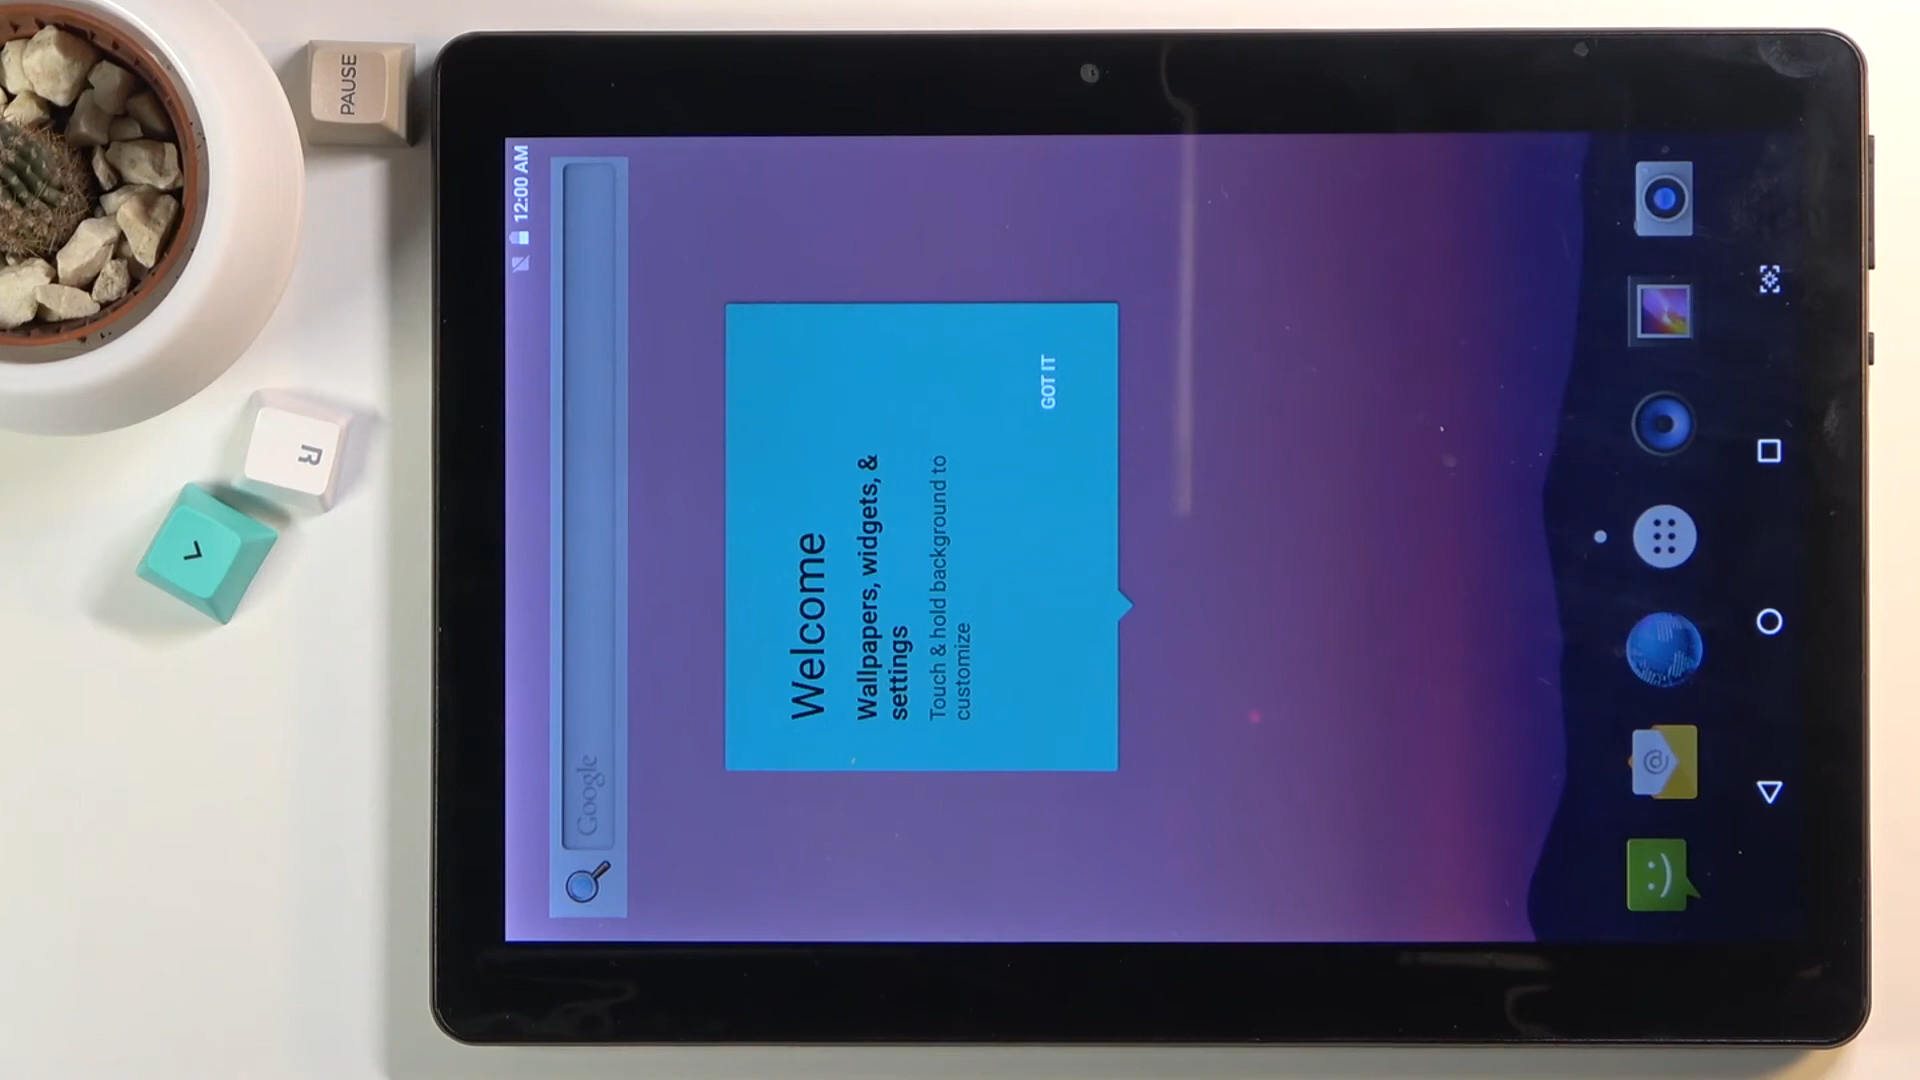 PAUSE
R
12:00 AM
Google
Welcome
Wallpapers, widgets, &
settings
Touch & hold background to
customize
GOT IT
@